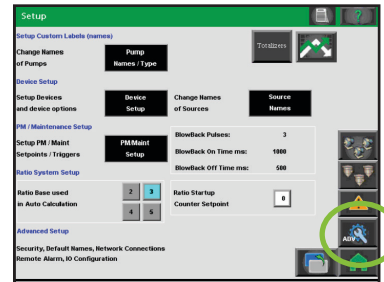 Setup
?
Setup Custom Labels (names)
Change Names
of Pumps
Pump
Names / Type
Totalizers
Device Setup
Setup Devices
and device options
Device
Setup
Change Names
of Sources
Source
Names
PM / Maintenance Setup
Setup PM / Maint
Setpoints / Triggers
PM/Maint
Setup
BlowBack Pulses: 3
BlowBack On Time ms: 1000
BlowBack Off Time ms: 500
Ratio System Setup
Ratio Base used
in Auto Calculation
2 3
4 5
Ratio Startup
Counter Setpoint
0
ADV.
Advanced Setup
Security, Default Names, Network Connections
Remote Alarm, IO Configuration